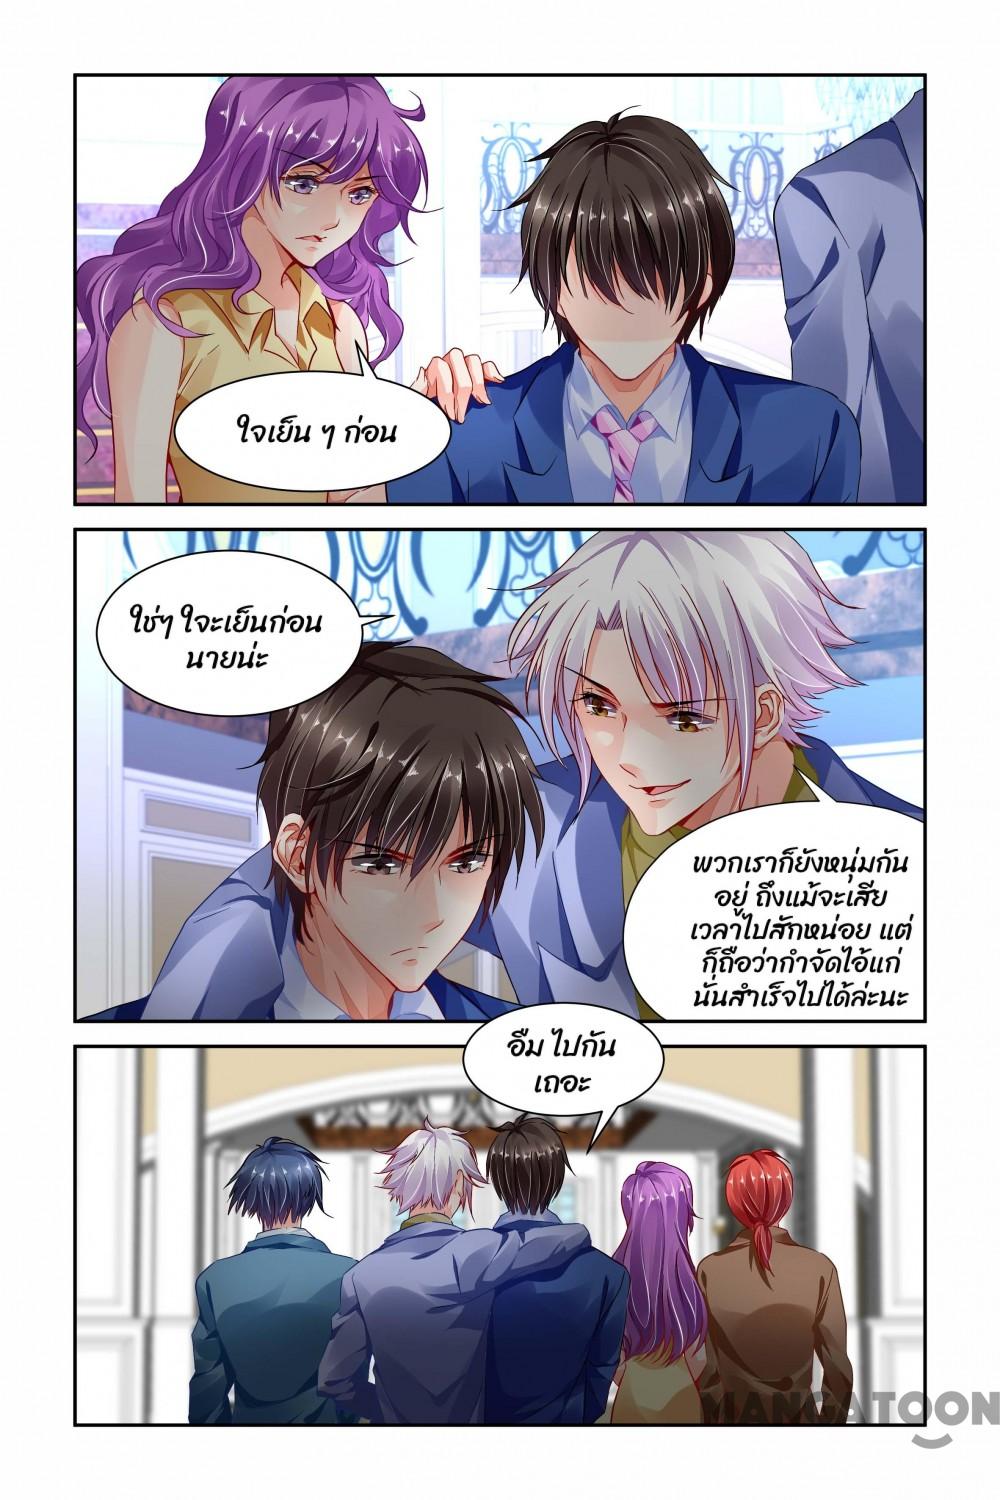 ใจเย็น ๆ ก่อน
ใช่ๆ ใจะเย็นก่อน
นายน่ะ
พวกเราก็ยังหนุ่มกัน
อยู่ ถึงแม้จะเสีย
เวลาไปสักหน่อย แต่
ก็ถือว่ากำจัดไอ้แก่
นั่นสำเร็จไปได้ล่ะนะ
อืม ไปกัน
เถอะ
MANGATOON